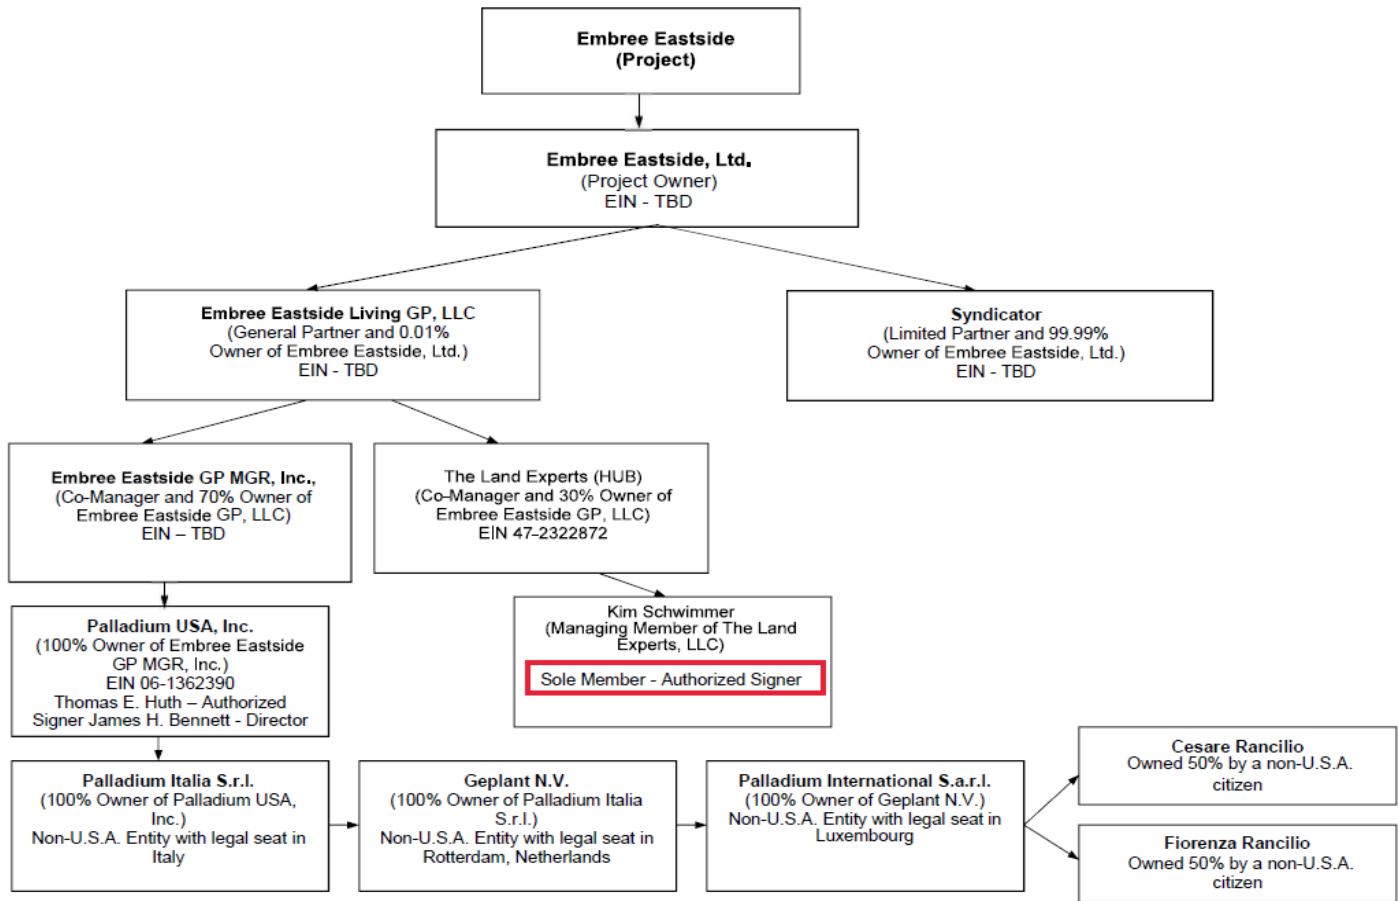 Embree Eastside
(Project)
Embree Eastside, Ltd.
(Project Owner)
EIN - TBD
Embree Eastside Living GP, LLC
(General Partner and 0.01%
Owner of Embree Eastside, Ltd.)
EIN - TBD
Syndicator
(Limited Partner and 99.99%
Owner of Embree Eastside, Ltd.)
EIN - TBD
Embree Eastside GP MGR, Inc.,
(Co-Manager and 70% Owner of
Embree Eastside GP, LLC)
EIN – TBD
The Land Experts (HUB)
(Co-Manager and 30% Owner of
Embree Eastside GP, LLC)
EIN 47-2322872
Palladium USA, Inc.
(100% Owner of Embree Eastside
GP MGR, Inc.)
EIN 06-1362390
Thomas E. Huth – Authorized
Signer James H. Bennett - Director
Kim Schwimmer
(Managing Member of The Land
Experts, LLC)
Sole Member - Authorized Signer
Palladium Italia S.r.l.
(100% Owner of Palladium USA,
Inc.)
Non-U.S.A. Entity with legal seat in
Italy
Geplant N.V.
(100% Owner of Palladium Italia
S.r.l.)
Non-U.S.A. Entity with legal seat in
Rotterdam, Netherlands
Palladium International S.a.r.l.
(100% Owner of Geplant N.V.)
Non-U.S.A. Entity with legal seat in
Luxembourg
Cesare Rancilio
Owned 50% by a non-U.S.A.
citizen
Fiorenza Rancilio
Owned 50% by a non-U.S.A.
citizen